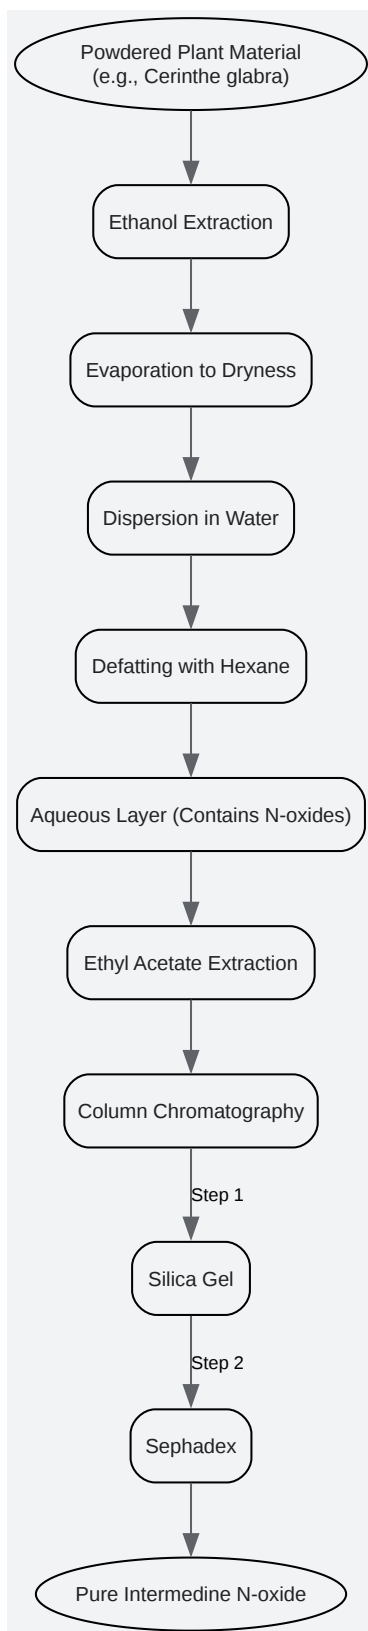 Powdered Plant Material
(e.g., Cerinthe glabra)
Ethanol Extraction
Evaporation to Dryness
Dispersion in Water
Defatting with Hexane
Aqueous Layer (Contains N-oxides)
Ethyl Acetate Extraction
Column Chromatography
Step 1
Silica Gel
Step 2
Sephadex
Pure Intermedine N-oxide